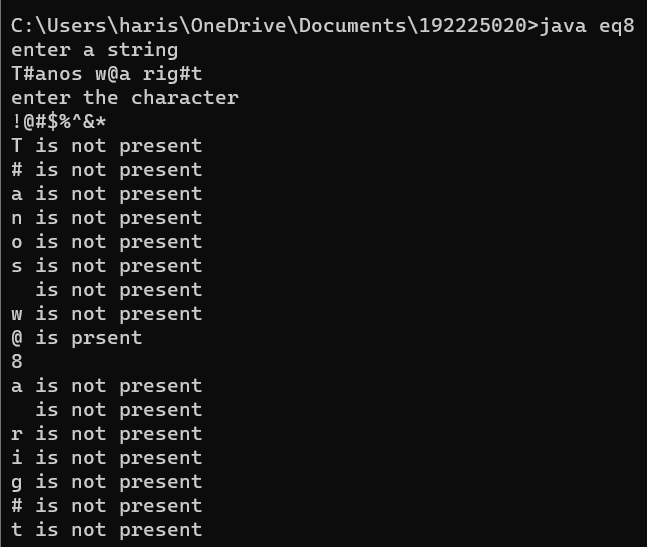 C:\Users\haris\OneDrive\Documents\192225020>java eq8
enter a string
T#anos w@a rig#t
enter the character
!@#$%^&*
T is not present
# is not present
a is not present
n is not present
o is not present
s is not present
  is not present
w is not present
@ is prsent
8
a is not present
  is not present
r is not present
i is not present
g is not present
# is not present
t is not present